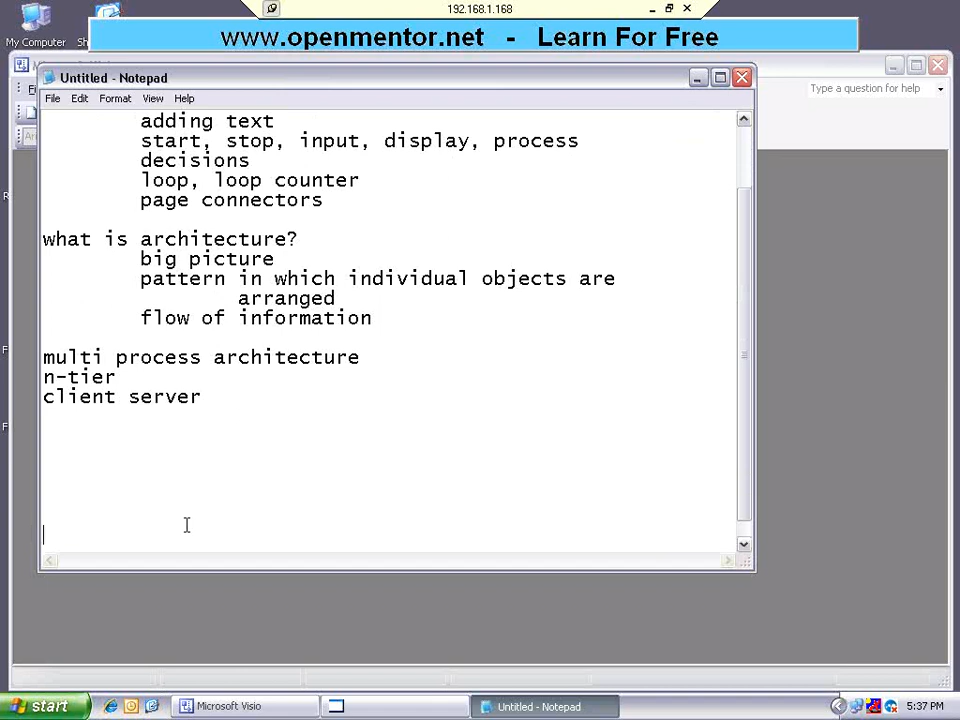 192.168.1.168
www.openmentor.net - Learn For Free
My Computer
Untitled - Notepad
Type a question for help
File Edit Format View Help
adding text
start, stop, input, display, process
decisions
loop, loop counter
page connectors
what is architecture?
big picture
pattern in which individual objects are
arranged
flow of information
multi process architecture
n-tier
client server
start
Microsoft Visio
Untitled - Notepad
5:37 PM